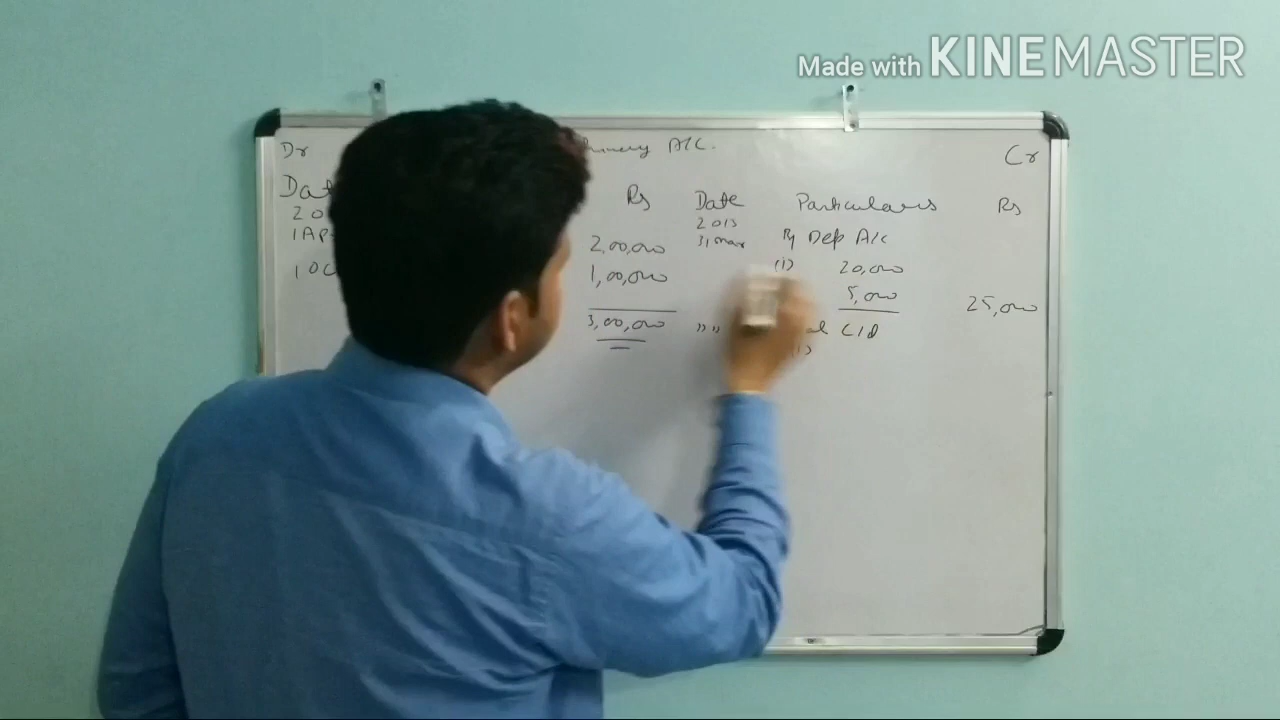 Made with KINEMASTER
Dr A/C. Cr
Rs Date Particulars Rs
2013
2,00,000 31, mar By Dep A/C
1,00,000 (1) 20,000
5,000 25,000
3,00,000 ,, ,, C/d